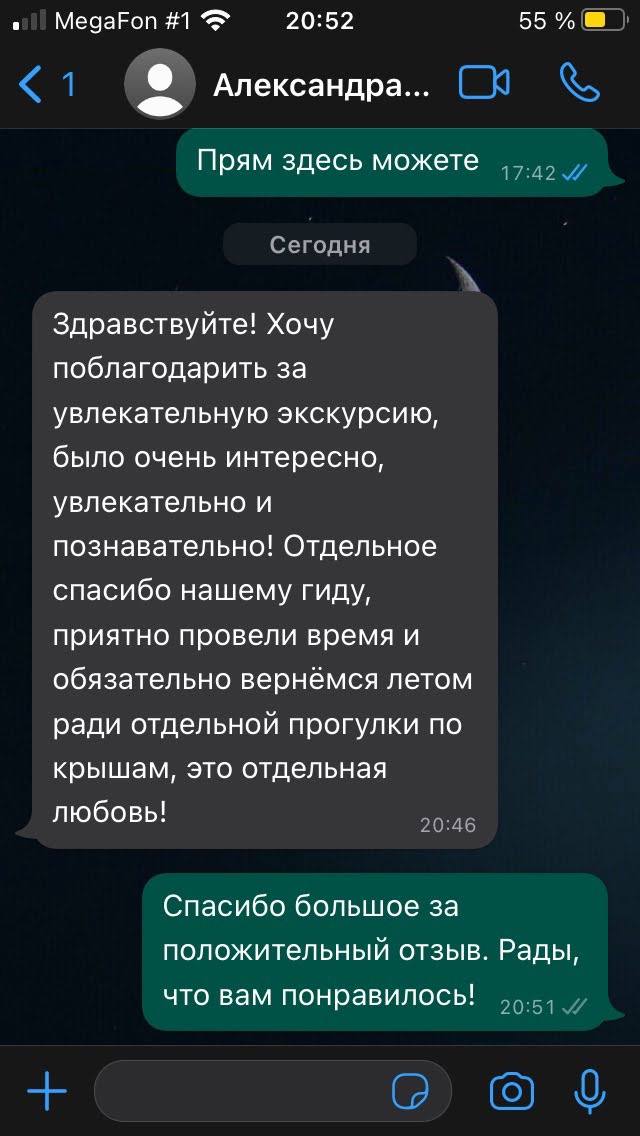 MegaFon #1 20:52 55 %
1 Александра...
Прям здесь можете 17:42
Сегодня
Здравствуйте! Хочу
поблагодарить за
увлекательную экскурсию,
было очень интересно,
увлекательно и
познавательно! Отдельное
спасибо нашему гиду,
приятно провели время и
обязательно вернёмся летом
ради отдельной прогулки по
крышам, это отдельная
любовь! 20:46
Спасибо большое за
положительный отзыв. Рады,
что вам понравилось! 20:51